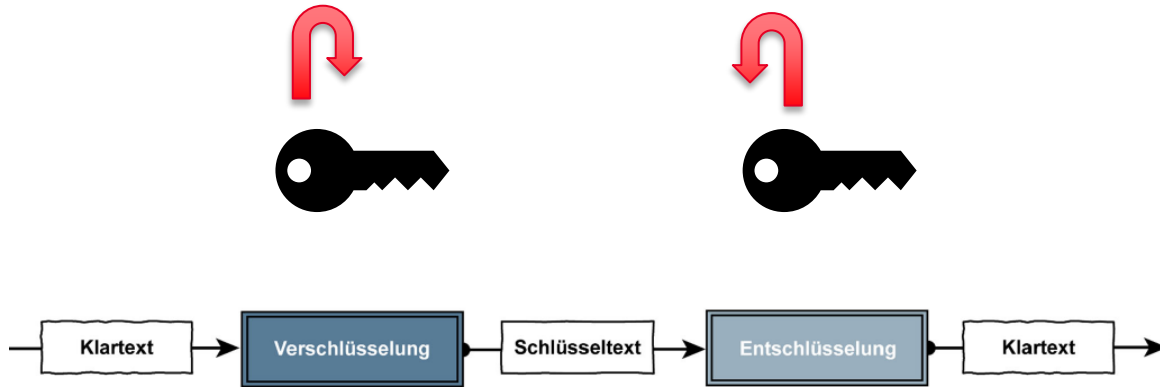 Klartext
Verschlüsselung
Schlüsseltext
Entschlüsselung
Klartext